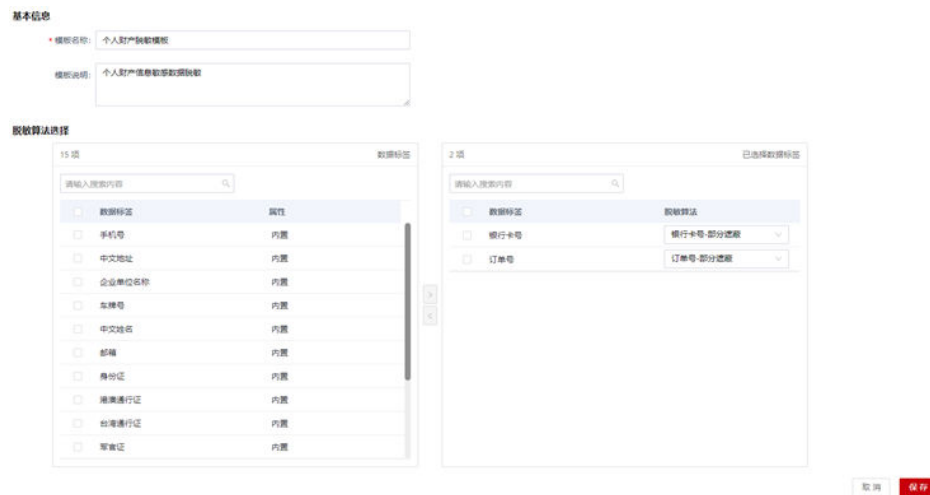 基本信息
* 模板名称: 个人财产脱敏模板
模板说明: 个人财产信息敏感数据脱敏
脱敏算法选择
15 项 数据标签
请输入搜索内容
数据标签 属性
手机号 内置
中文地址 内置
企业单位名称 内置
车牌号 内置
中文姓名 内置
邮箱 内置
身份证 内置
港澳通行证 内置
台湾通行证 内置
军官证 内置
2 项 已选择数据标签
请输入搜索内容
数据标签 脱敏算法
银行卡号 银行卡号-部分遮蔽
订单号 订单号-部分遮蔽
取消 保存